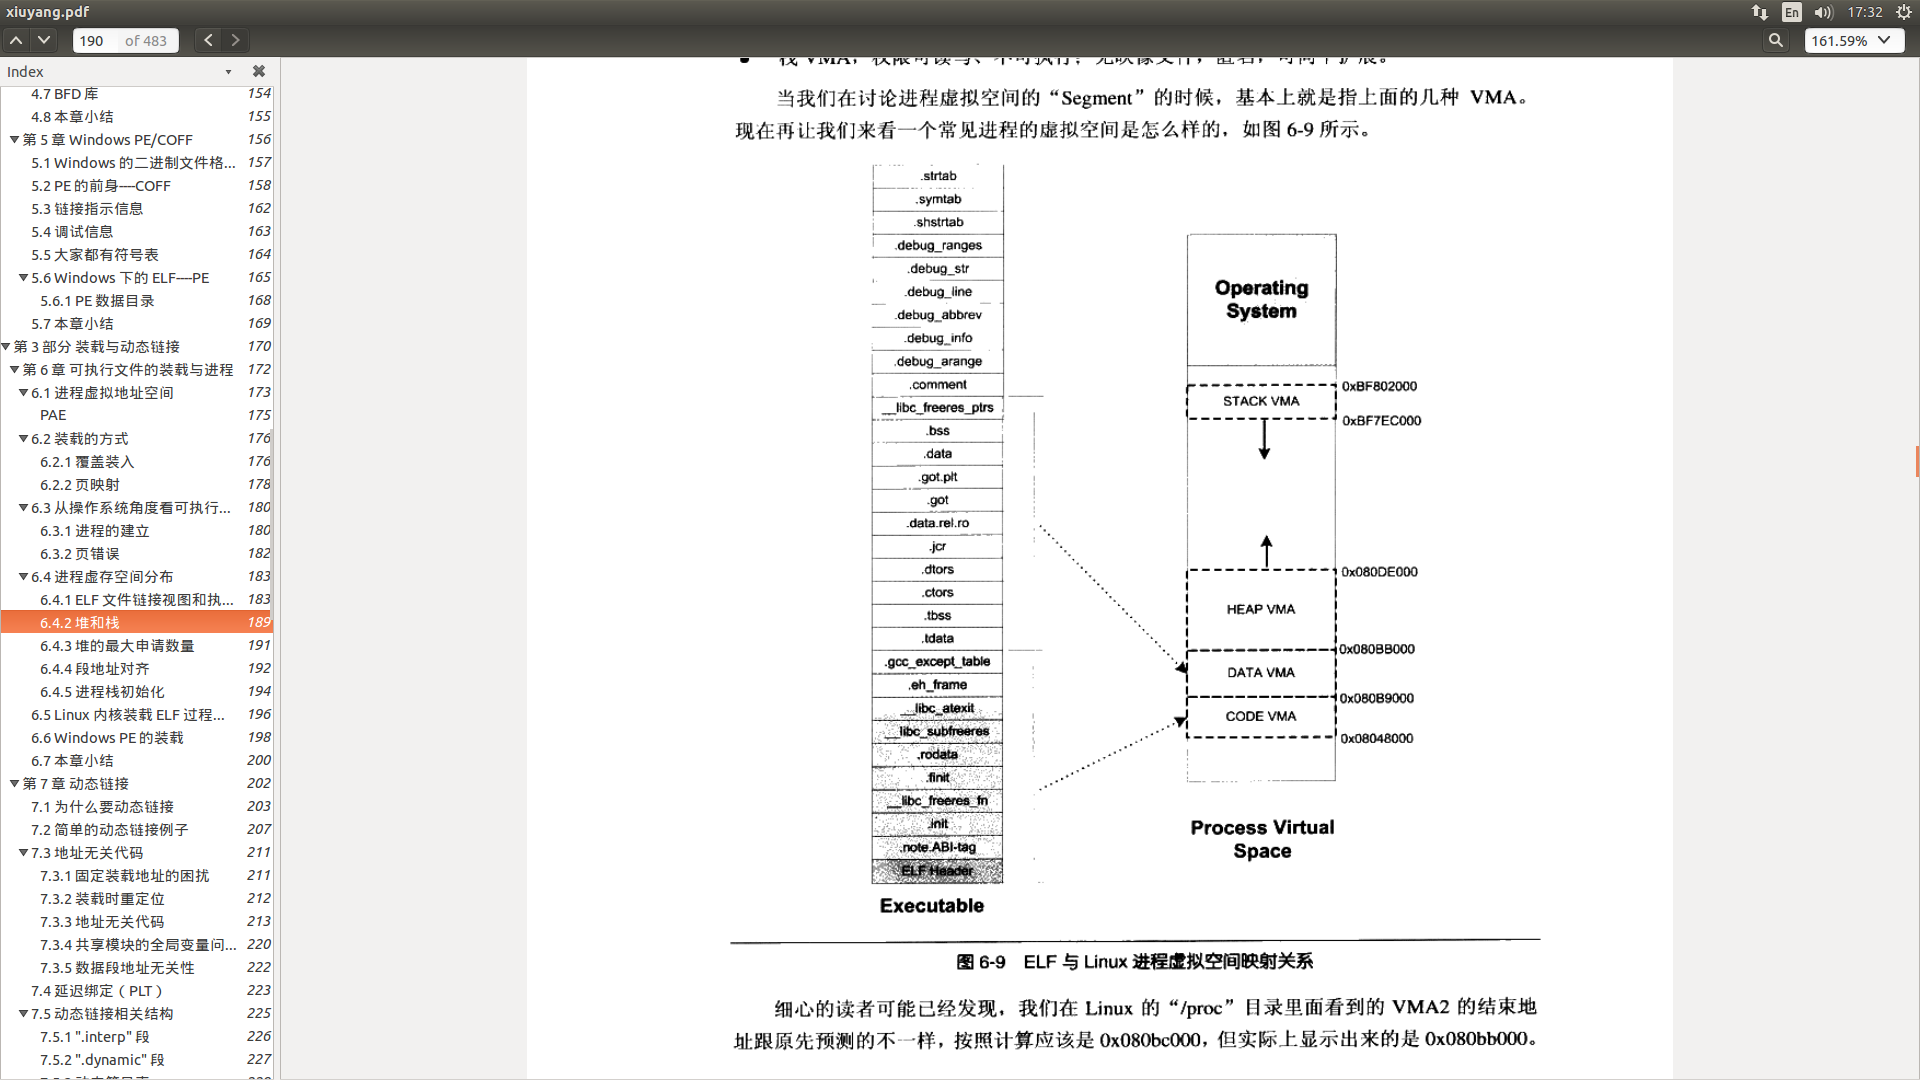 xiuyang.pdf
En
17:32
190 of 483
161.59%
Index
4.7 BFD 库 154
4.8 本章小结 155
第 5 章 Windows PE/COFF 156
5.1 Windows 的二进制文件格... 157
5.2 PE 的前身----COFF 158
5.3 链接指示信息 162
5.4 调试信息 163
5.5 大家都有符号表 164
5.6 Windows 下的 ELF----PE 165
5.6.1 PE 数据目录 168
5.7 本章小结 169
第 3 部分 装载与动态链接 170
第 6 章 可执行文件的装载与进程 172
6.1 进程虚拟地址空间 173
PAE 175
6.2 装载的方式 176
6.2.1 覆盖装入 176
6.2.2 页映射 178
6.3 从操作系统角度看可执行... 180
6.3.1 进程的建立 180
6.3.2 页错误 182
6.4 进程虚存空间分布 183
6.4.1 ELF 文件链接视图和执... 183
6.4.2 堆和栈 189
6.4.3 堆的最大申请数量 191
6.4.4 段地址对齐 192
6.4.5 进程栈初始化 194
6.5 Linux 内核装载 ELF 过程... 196
6.6 Windows PE 的装载 198
6.7 本章小结 200
第 7 章 动态链接 202
7.1 为什么要动态链接 203
7.2 简单的动态链接例子 207
7.3 地址无关代码 211
7.3.1 固定装载地址的困扰 211
7.3.2 装载时重定位 212
7.3.3 地址无关代码 213
7.3.4 共享模块的全局变量问... 220
7.3.5 数据段地址无关性 222
7.4 延迟绑定（PLT） 223
7.5 动态链接相关结构 225
7.5.1 ".interp" 段 226
7.5.2 ".dynamic" 段 227
当我们在讨论进程虚拟空间的“Segment”的时候，基本上就是指上面的几种 VMA。
现在再让我们来看一个常见进程的虚拟空间是怎么样的，如图 6-9 所示。
.strtab
.symtab
.shstrtab
.debug_ranges
.debug_str
.debug_line
.debug_abbrev
.debug_info
.debug_arange
.comment
__libc_freeres_ptrs
.bss
.data
.got.plt
.got
.data.rel.ro
.jcr
.dtors
.ctors
.tbss
.tdata
.gcc_except_table
.eh_frame
__libc_atexit
__libc_subfreeres
.rodata
.finit
__libc_freeres_fn
.init
.note.ABI-tag
ELF Header
Executable
Operating
System
0xBF802000
STACK VMA
0xBF7EC000
0x080DE000
HEAP VMA
0x080BB000
DATA VMA
0x080B9000
CODE VMA
0x08048000
Process Virtual
Space
图 6-9 ELF 与 Linux 进程虚拟空间映射关系
细心的读者可能已经发现，我们在 Linux 的“/proc”目录里面看到的 VMA2 的结束地
址跟原先预测的不一样，按照计算应该是 0x080bc000，但实际上显示出来的是 0x080bb000。